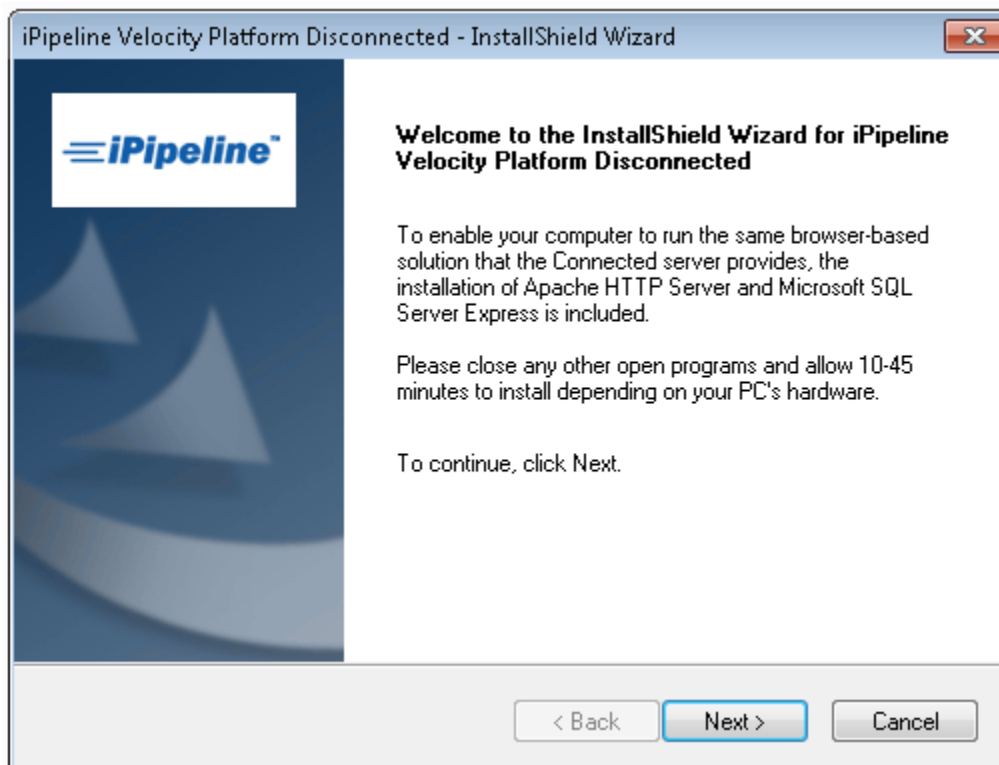 iPipeline Velocity Platform Disconnected - InstallShield Wizard
iPipeline™
Welcome to the InstallShield Wizard for iPipeline
Velocity Platform Disconnected
To enable your computer to run the same browser-based
solution that the Connected server provides, the
installation of Apache HTTP Server and Microsoft SQL
Server Express is included.
Please close any other open programs and allow 10-45
minutes to install depending on your PC's hardware.
To continue, click Next.
< Back
Next >
Cancel